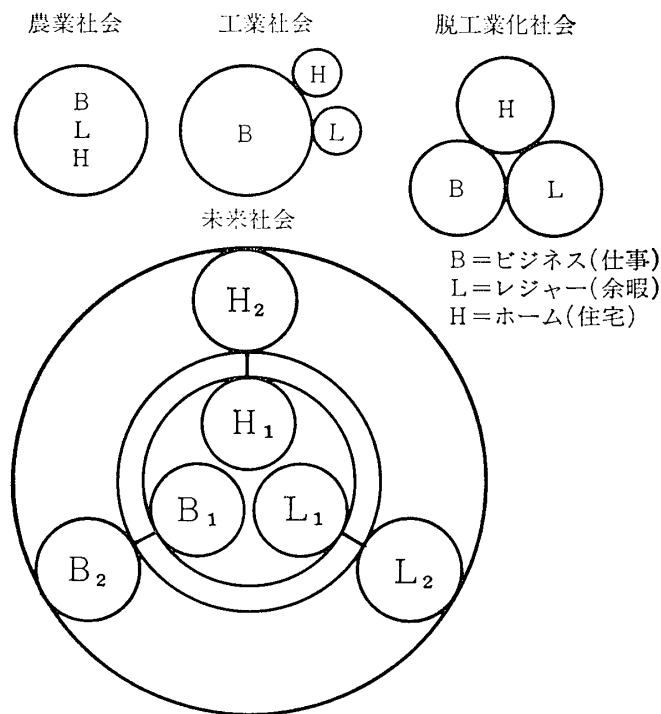 農業社会
工業社会
脱工業化社会
B
L
H
B
H
L
H
B
L
未来社会
B=ビジネス(仕事)
L=レジャー(余暇)
H=ホーム(住宅)
H₂
H₁
B₁
L₁
B₂
L₂